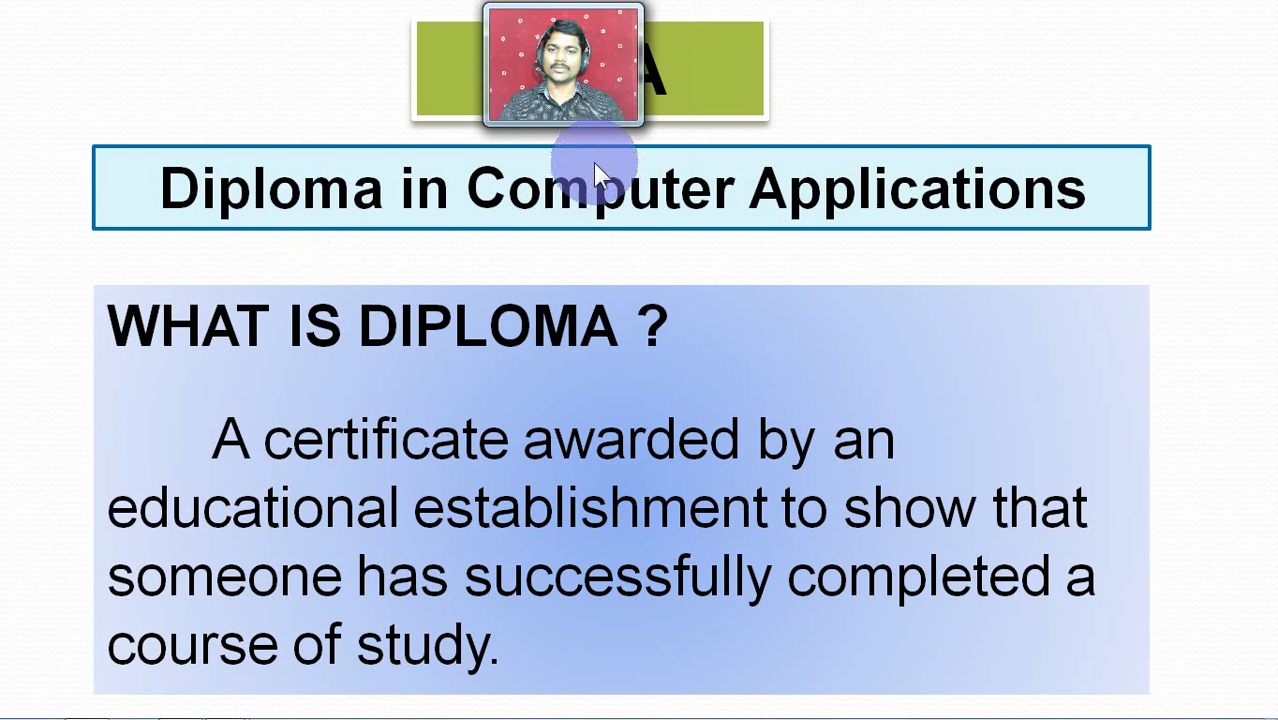 A
Diploma in Computer Applications
WHAT IS DIPLOMA ?
A certificate awarded by an
educational establishment to show that
someone has successfully completed a
course of study.